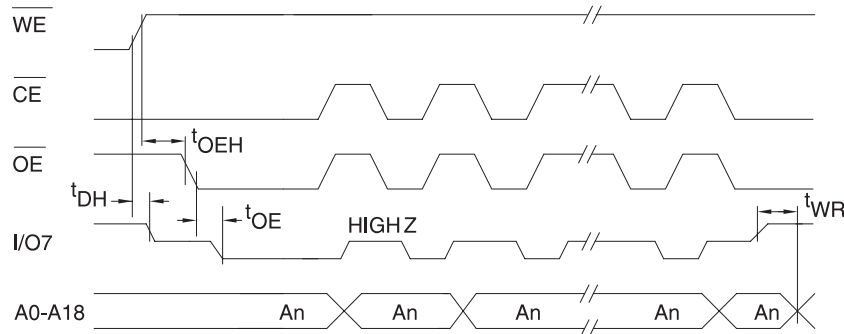 WE
CE
tOEH
OE
tDH
tOE
tWR
I/O7
HIGH Z
A0-A18 An An An An An